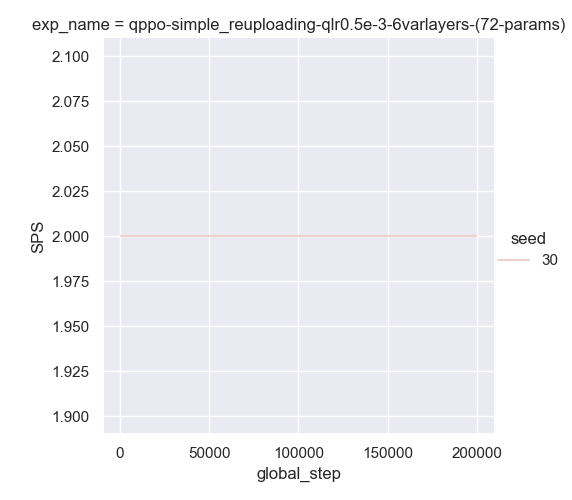 exp_name = qppo-simple_reuploading-qlr0.5e-3-6varlayers-(72-params)
2.100
2.075
2.050
2.025
2.000
1.975
1.950
1.925
1.900
SPS
0 50000 100000 150000 200000
global_step
seed
30